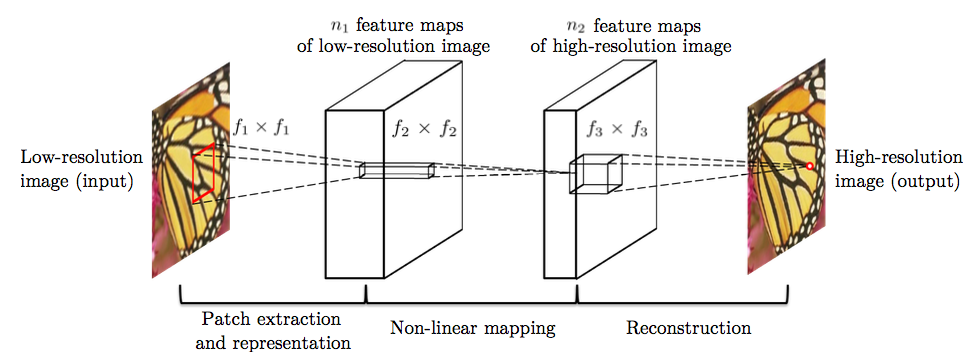 n₁ feature maps
of low-resolution image
n₂ feature maps
of high-resolution image
f₁ × f₁
f₂ × f₂
f₃ × f₃
Low-resolution
image (input)
High-resolution
image (output)
Patch extraction
and representation
Non-linear mapping
Reconstruction